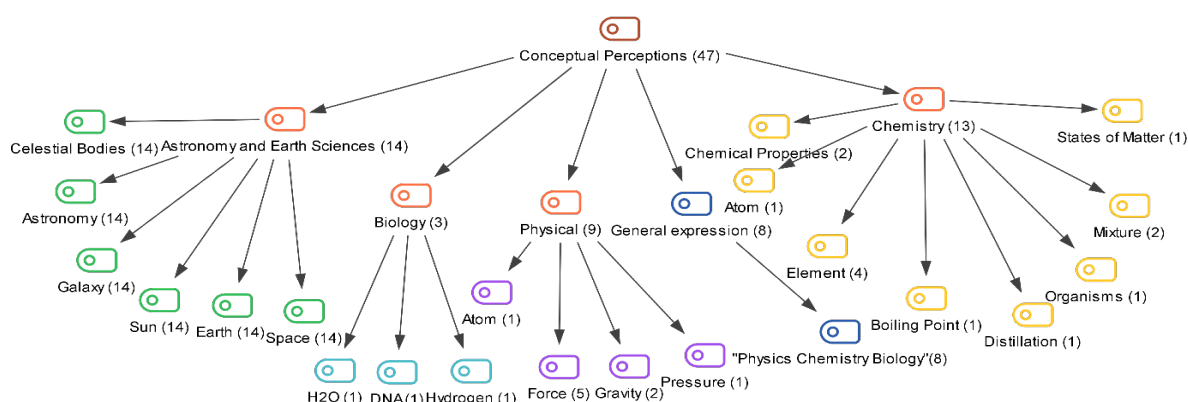 Conceptual Perceptions (47)
Celestial Bodies (14)
Astronomy and Earth Sciences (14)
Chemistry (13)
States of Matter (1)
Chemical Properties (2)
Astronomy (14)
Biology (3)
Physical (9)
General expression (8)
Atom (1)
Mixture (2)
Galaxy (14)
Element (4)
Organisms (1)
Sun (14)
Earth (14)
Space (14)
Atom (1)
Boiling Point (1)
Distillation (1)
"Physics Chemistry Biology"(8)
H2O (1)
DNA(1)
Hydrogen (1)
Force (5)
Gravity (2)
Pressure (1)